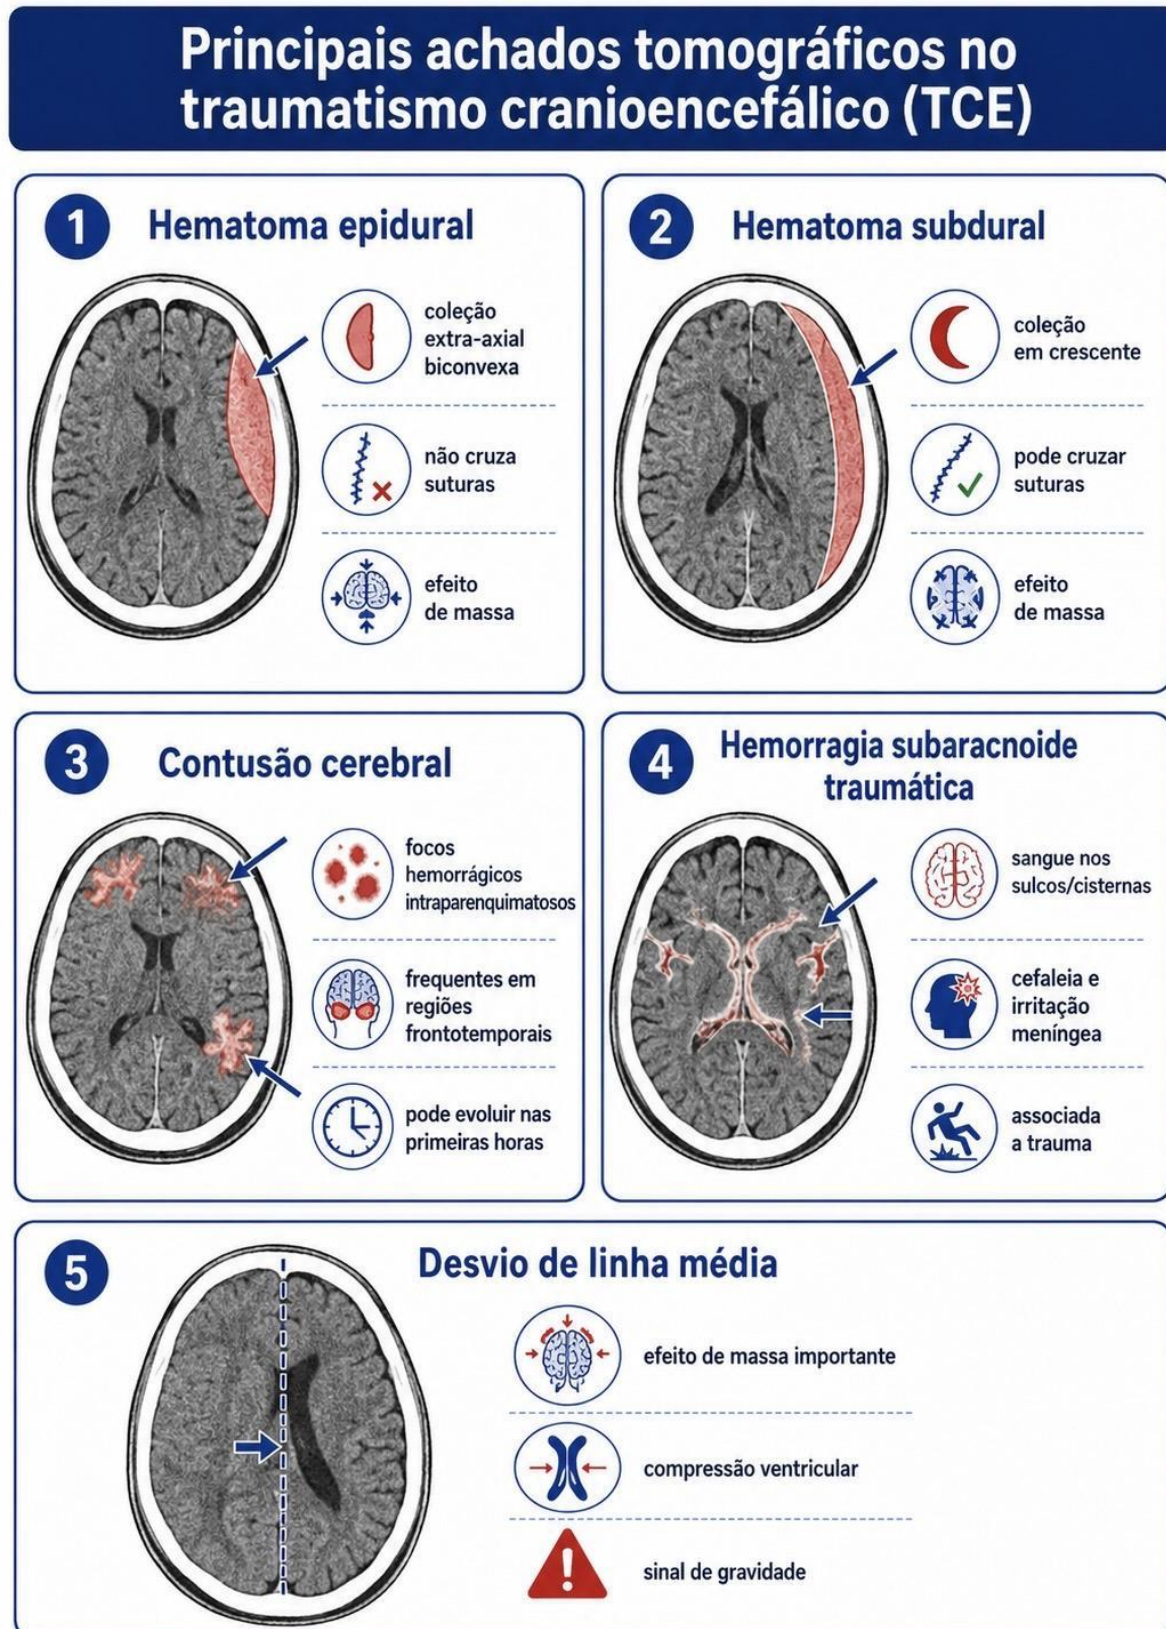 Principais achados tomográficos no
traumatismo cranioencefálico (TCE)
1
Hematoma epidural
coleção
extra-axial
biconvexa
não cruza
suturas
efeito
de massa
2
Hematoma subdural
coleção
em crescente
pode cruzar
suturas
efeito
de massa
3
Contusão cerebral
focos
hemorrágicos
intraparenquimatosos
frequentes em
regiões
frontotemporais
pode evoluir nas
primeiras horas
4
Hemorragia subaracnoide
traumática
sangue nos
sulcos/cisternas
cefaleia e
irritação
meníngea
associada
a trauma
5
Desvio de linha média
efeito de massa importante
compressão ventricular
sinal de gravidade